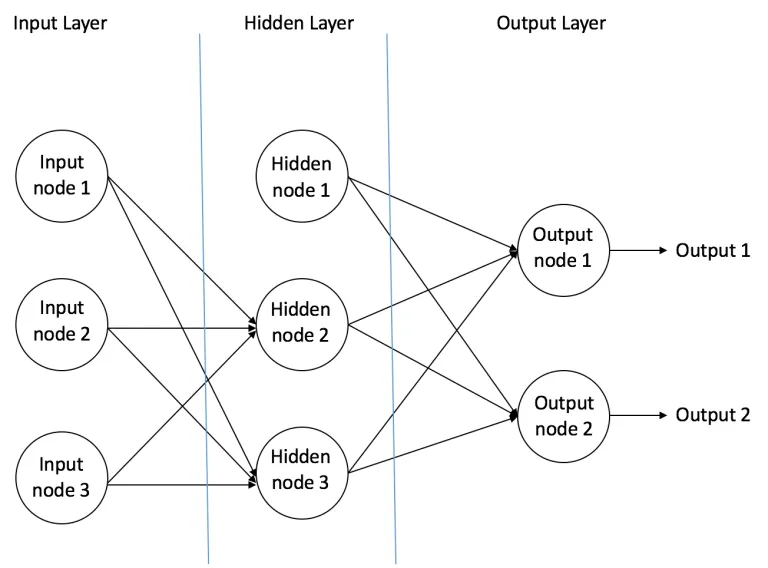 Input Layer
Hidden Layer
Output Layer
Input
node 1
Hidden
node 1
Output
node 1
Output 1
Input
node 2
Hidden
node 2
Output
node 2
Output 2
Input
node 3
Hidden
node 3